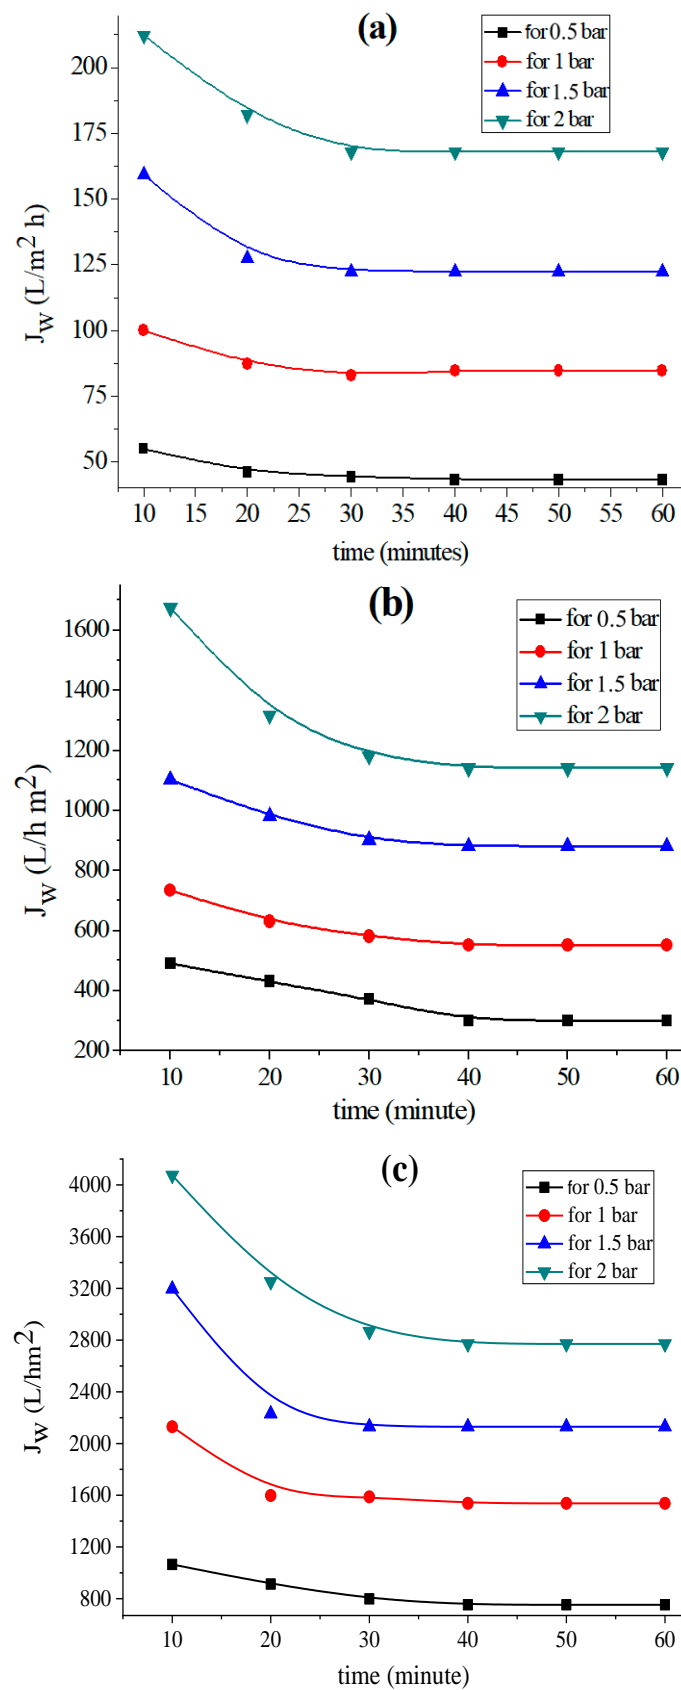 (a)
for 0.5 bar
for 1 bar
for 1.5 bar
for 2 bar
200
175
150
125
100
75
50
J_W (L/m² h)
10 15 20 25 30 35 40 45 50 55 60
time (minutes)
(b)
for 0.5 bar
for 1 bar
for 1.5 bar
for 2 bar
1600
1400
1200
1000
800
600
400
200
J_W (L/h m²)
10 20 30 40 50 60
time (minute)
(c)
for 0.5 bar
for 1 bar
for 1.5 bar
for 2 bar
4000
3600
3200
2800
2400
2000
1600
1200
800
J_W (L/hm²)
10 20 30 40 50 60
time (minute)